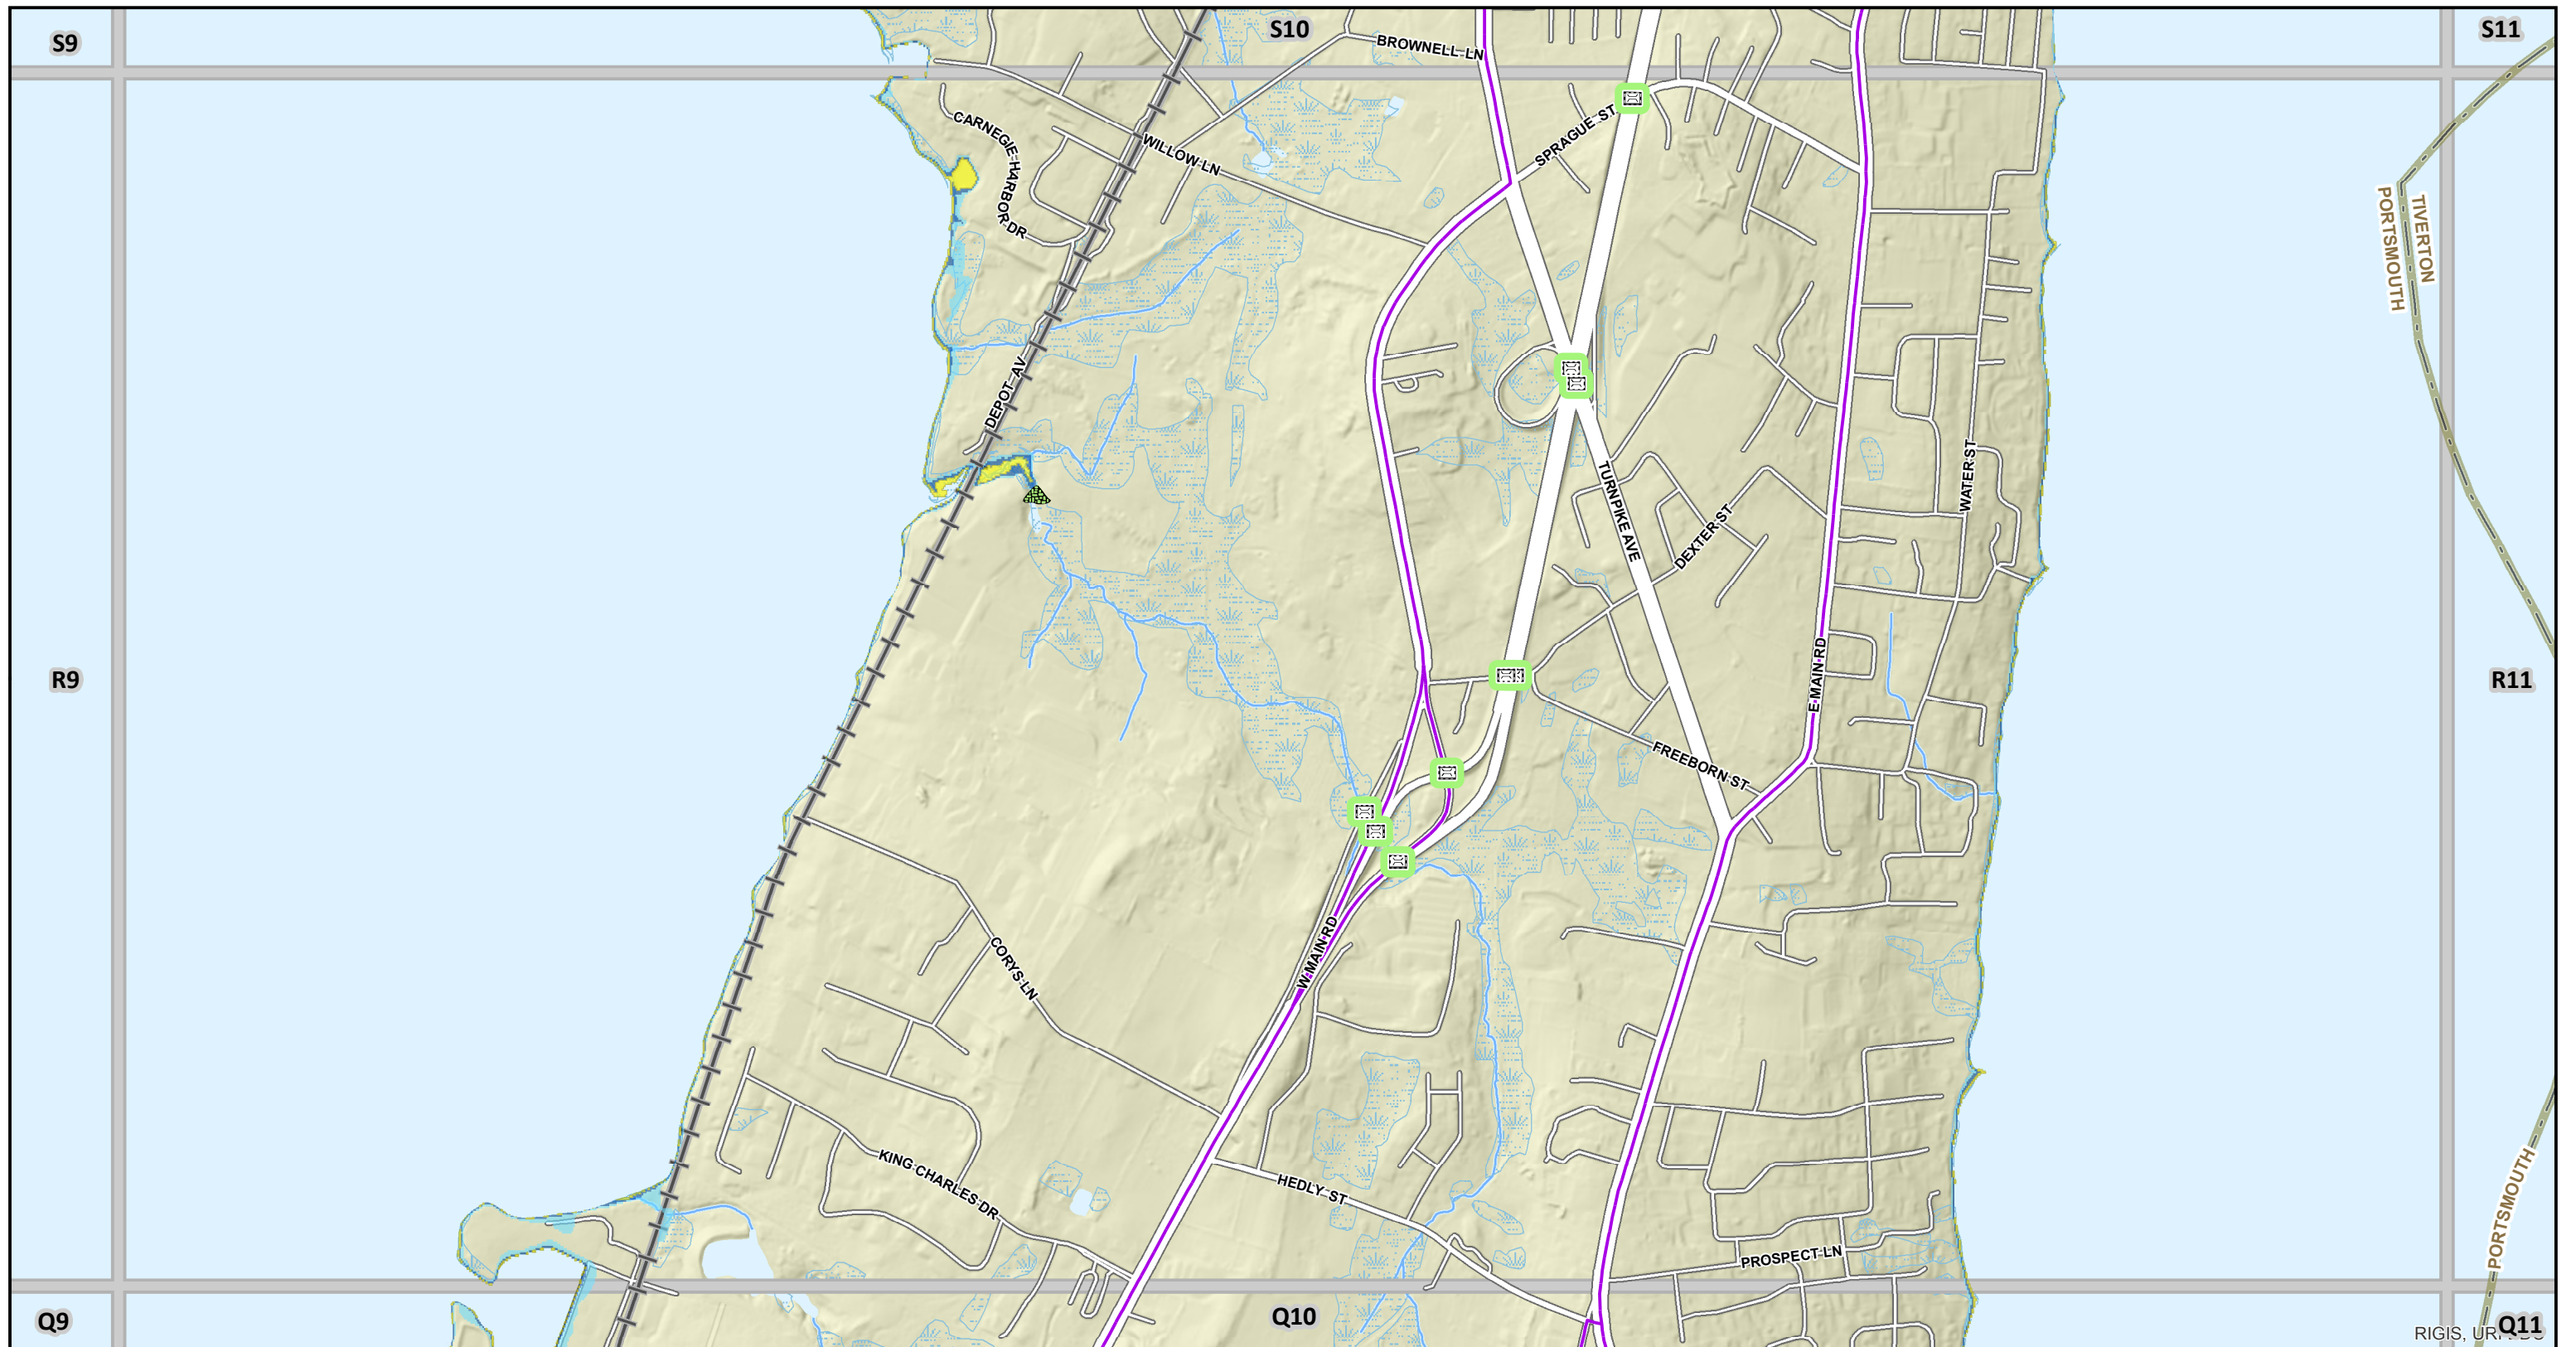 S9
S10
S11
BROWNELL LN
SPRAGUE ST
CARNEGIE HARBOR DR
WILLOW LN
TIVERTON
PORTSMOUTH
DEPOT AV
TURNPIKE AVE
WATER ST
DEXTER ST
R9
R11
E MAIN RD
FREEBORN ST
W MAIN RD
CORYS LN
KING CHARLES DR
HEDLY ST
PROSPECT LN
PORTSMOUTH
Q9
Q10
Q11
RIGIS,